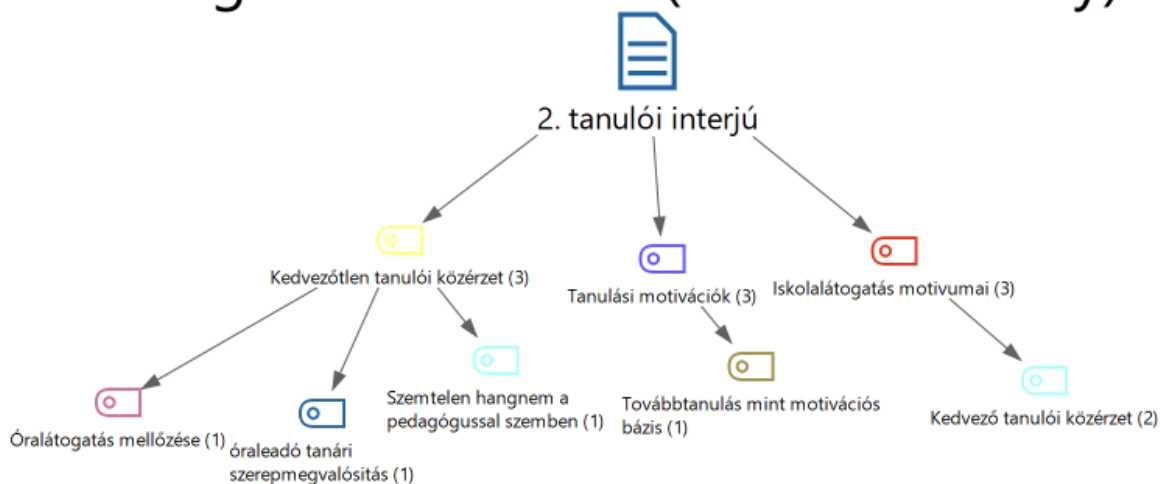 2. tanulói interjú
Kedvezőtlen tanulói közérzet (3)
Tanulási motivációk (3)
Iskolalátogatás motivumai (3)
Óralátogatás mellőzése (1)
óraleadó tanári
szerepmegvalósitás (1)
Szemtelen hangnem a
pedagógussal szemben (1)
Továbbtanulás mint motivációs
bázis (1)
Kedvező tanulói közérzet (2)